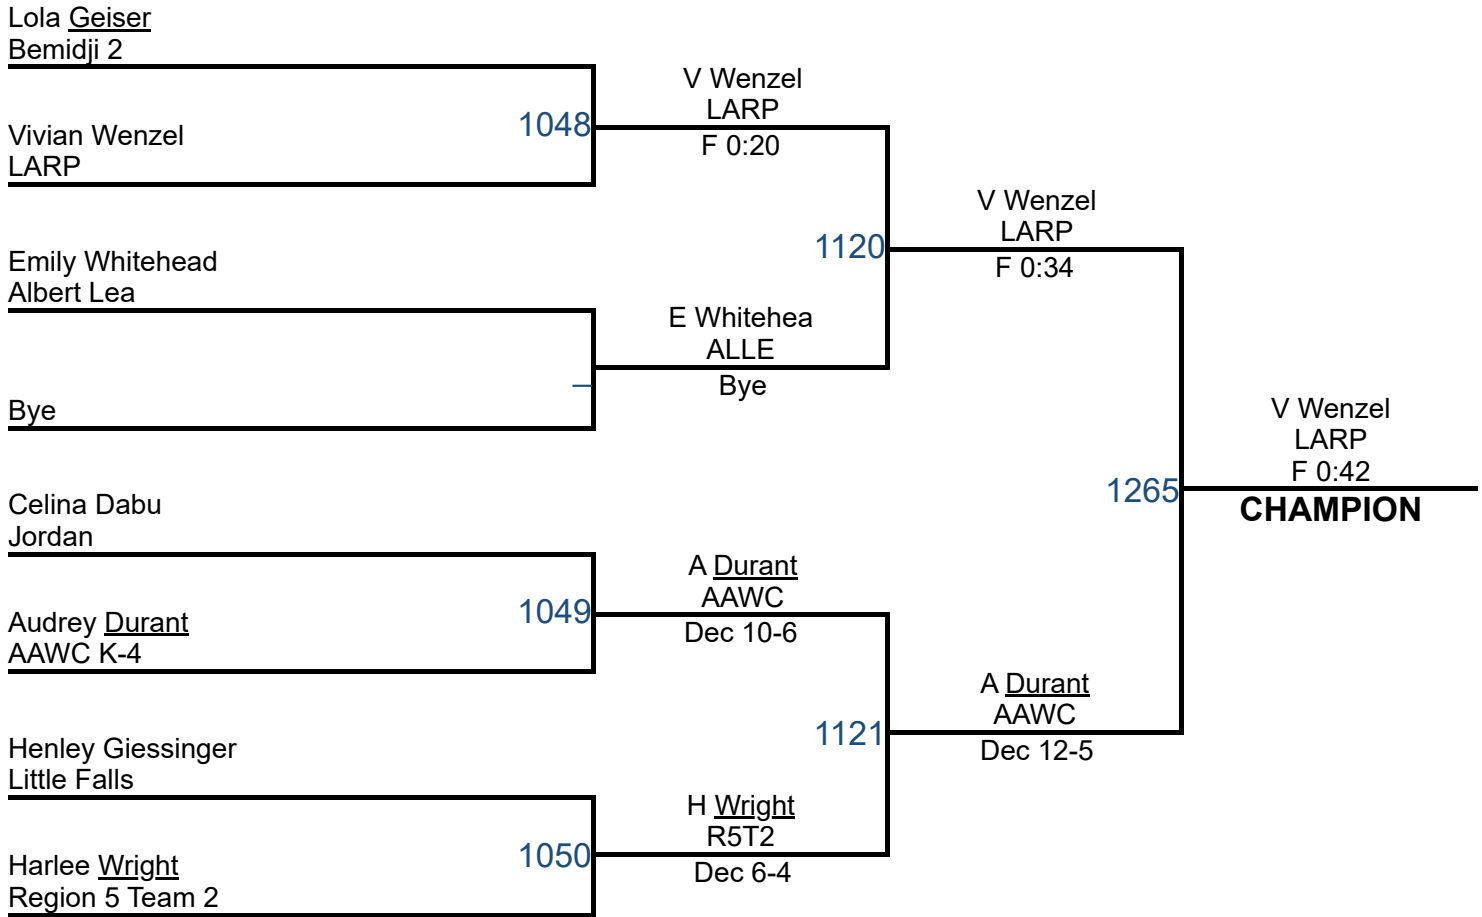 Lola Geiser
Bemidji 2
Vivian Wenzel
LARP
1048
V Wenzel
LARP
F 0:20
Emily Whitehead
Albert Lea
Bye
–
E Whitehea
ALLE
Bye
1120
V Wenzel
LARP
F 0:34
Celina Dabu
Jordan
Audrey Durant
AAWC K-4
1049
A Durant
AAWC
Dec 10-6
Henley Giessinger
Little Falls
Harlee Wright
Region 5 Team 2
1050
H Wright
R5T2
Dec 6-4
1121
A Durant
AAWC
Dec 12-5
1265
V Wenzel
LARP
F 0:42
CHAMPION